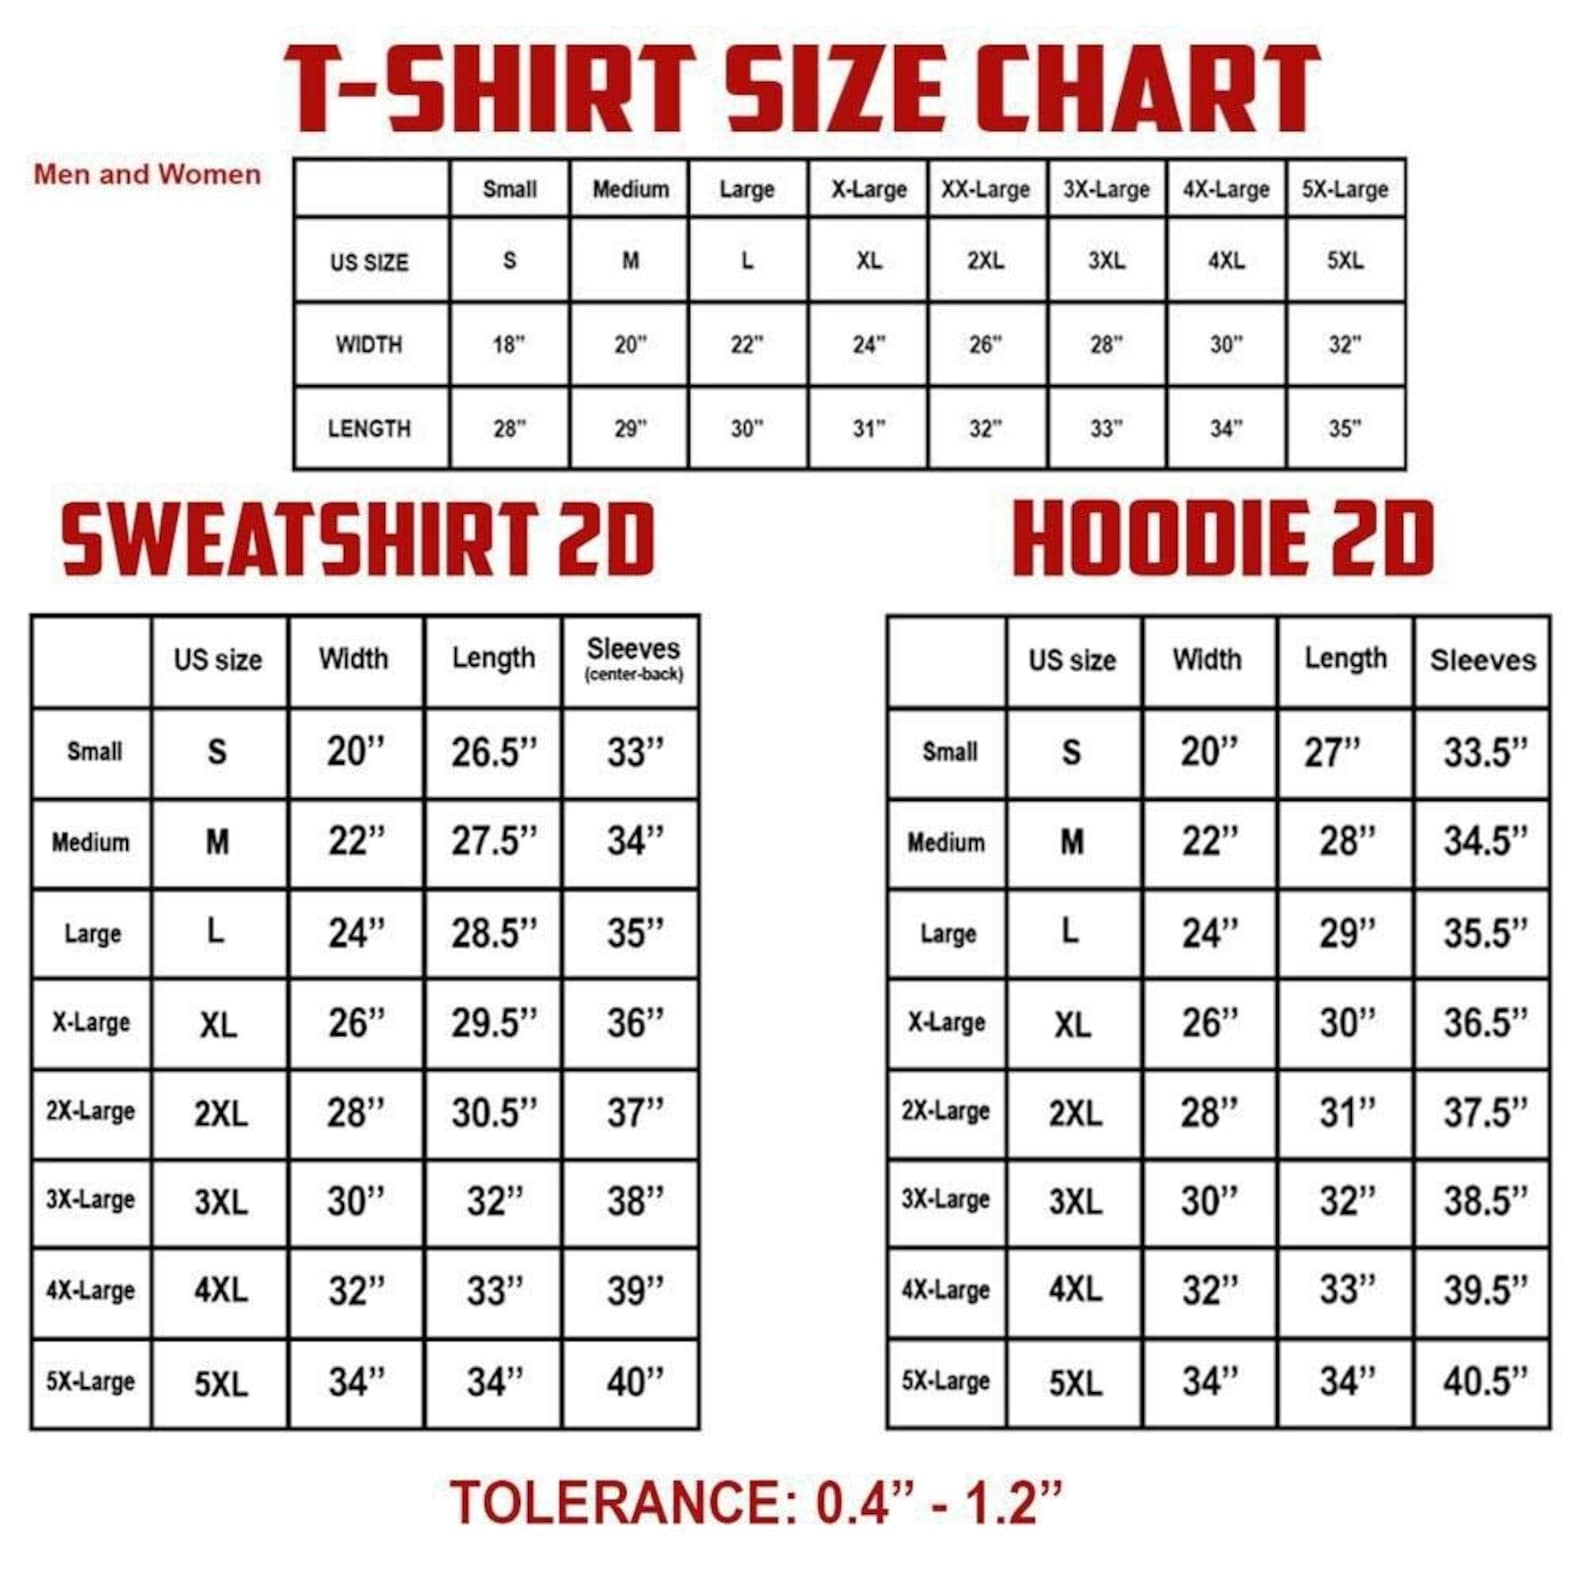 T-SHIRT SIZE CHART
Men and Women
Small Medium Large X-Large XX-Large 3X-Large 4X-Large 5X-Large
US SIZE S M L XL 2XL 3XL 4XL 5XL
WIDTH 18” 20” 22” 24” 26” 28” 30” 32”
LENGTH 28” 29” 30” 31” 32” 33” 34” 35”
SWEATSHIRT 2D
US size Width Length Sleeves
(center-back)
Small S 20’’ 26.5’’ 33’’
Medium M 22’’ 27.5’’ 34’’
Large L 24’’ 28.5’’ 35’’
X-Large XL 26’’ 29.5’’ 36’’
2X-Large 2XL 28’’ 30.5’’ 37’’
3X-Large 3XL 30’’ 32’’ 38’’
4X-Large 4XL 32’’ 33’’ 39’’
5X-Large 5XL 34’’ 34’’ 40’’
HOODIE 2D
US size Width Length Sleeves
Small S 20’’ 27’’ 33.5’’
Medium M 22’’ 28’’ 34.5’’
Large L 24’’ 29’’ 35.5’’
X-Large XL 26’’ 30’’ 36.5’’
2X-Large 2XL 28’’ 31’’ 37.5’’
3X-Large 3XL 30’’ 32’’ 38.5’’
4X-Large 4XL 32’’ 33’’ 39.5’’
5X-Large 5XL 34’’ 34’’ 40.5’’
TOLERANCE: 0.4” - 1.2”